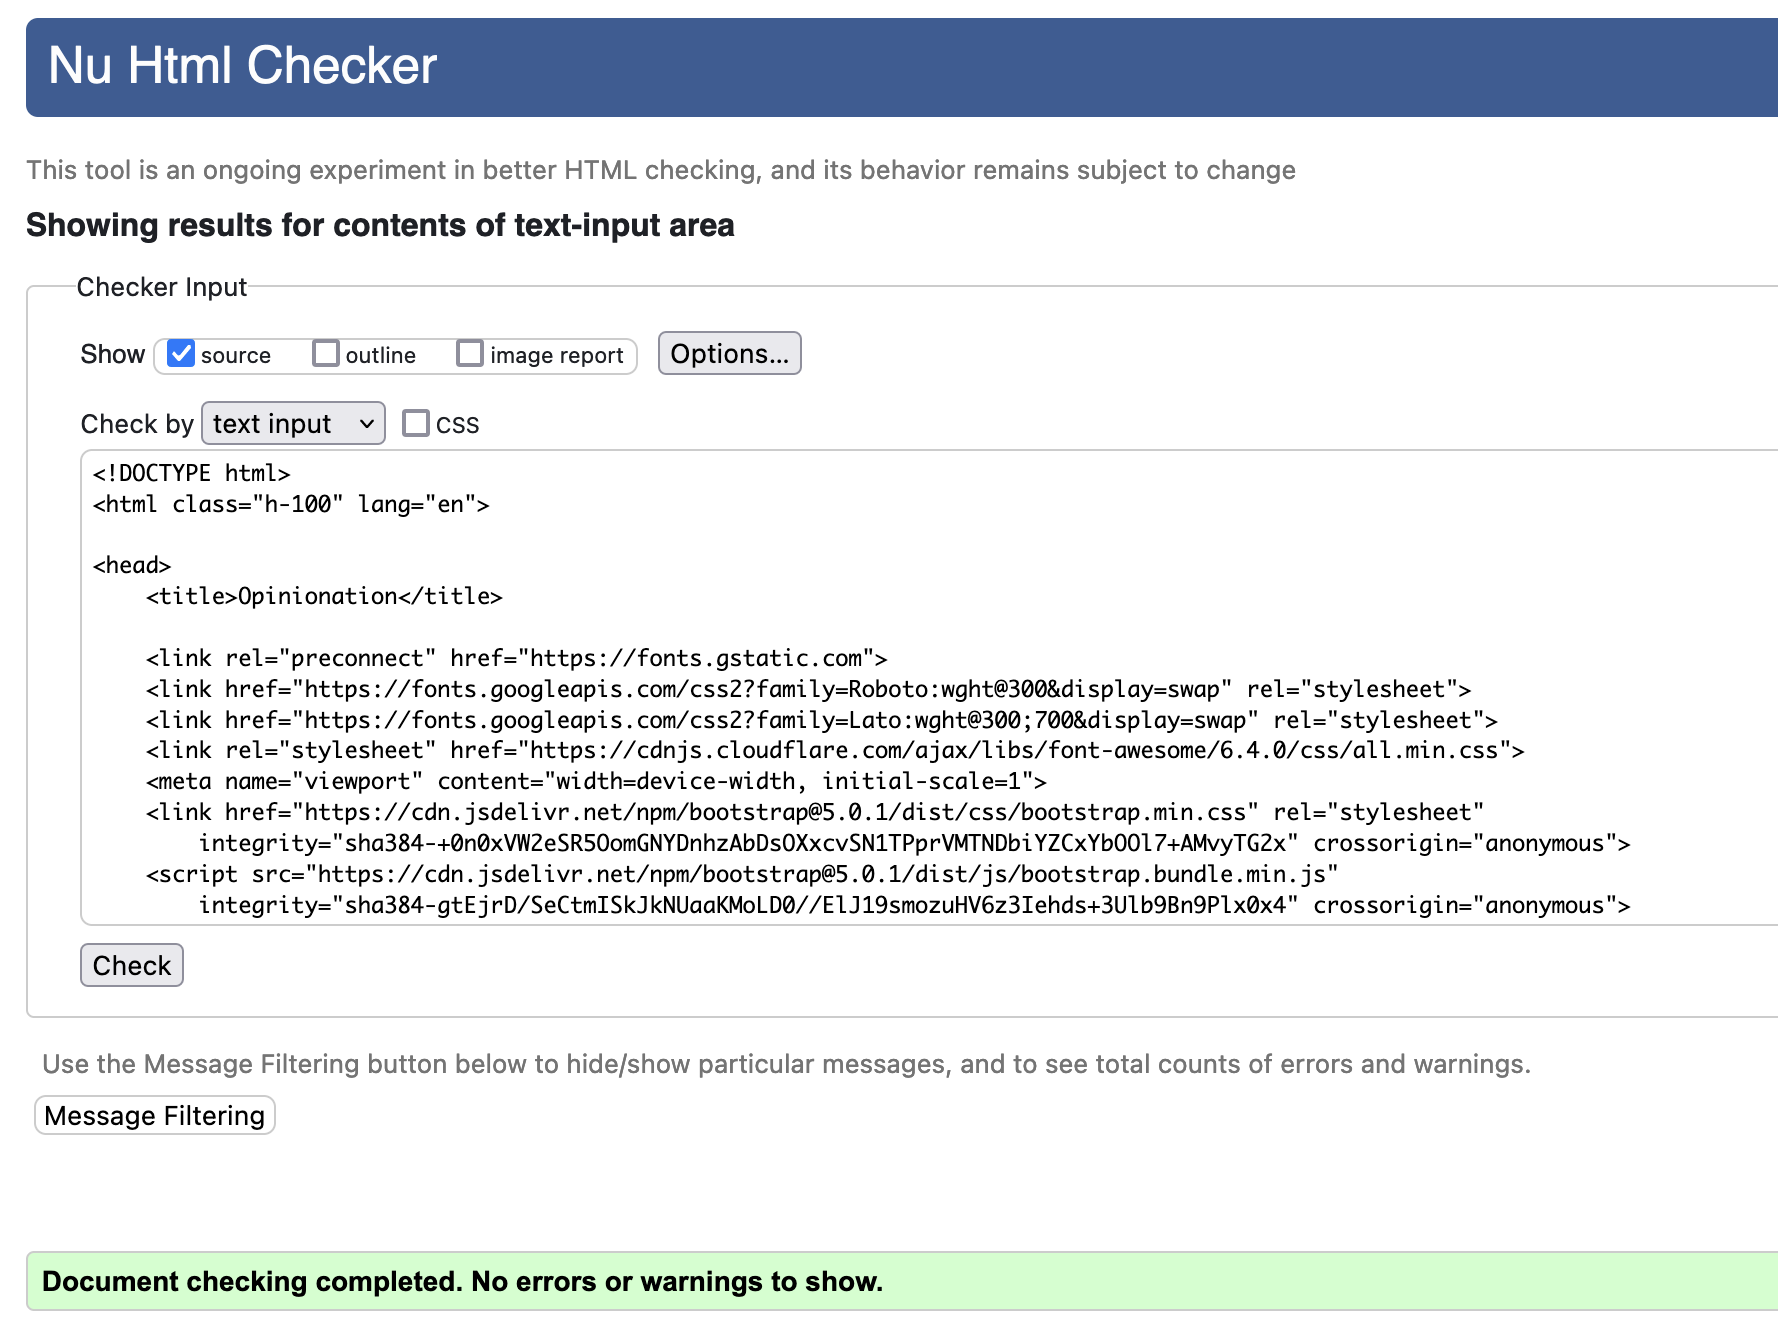 Nu Html Checker
This tool is an ongoing experiment in better HTML checking, and its behavior remains subject to change
Showing results for contents of text-input area
Checker Input
Show source outline image report Options...
Check by text input CSS
<!DOCTYPE html>
<html class="h-100" lang="en">
<head>
<title>Opinionation</title>
<link rel="preconnect" href="https://fonts.gstatic.com">
<link href="https://fonts.googleapis.com/css2?family=Roboto:wght@300&display=swap" rel="stylesheet">
<link href="https://fonts.googleapis.com/css2?family=Lato:wght@300;700&display=swap" rel="stylesheet">
<link rel="stylesheet" href="https://cdnjs.cloudflare.com/ajax/libs/font-awesome/6.4.0/css/all.min.css">
<meta name="viewport" content="width=device-width, initial-scale=1">
<link href="https://cdn.jsdelivr.net/npm/bootstrap@5.0.1/dist/css/bootstrap.min.css" rel="stylesheet"
integrity="sha384-+0n0xVW2eSR5OomGNYDnhzAbDsOXxcvSN1TPprVMTNDbiYZCxYbOOl7+AMvyTG2x" crossorigin="anonymous">
<script src="https://cdn.jsdelivr.net/npm/bootstrap@5.0.1/dist/js/bootstrap.bundle.min.js"
integrity="sha384-gtEjrD/SeCtmISkJkNUaaKMoLD0//ElJ19smozuHV6z3Iehds+3Ulb9Bn9Plx0x4" crossorigin="anonymous">
Check
Use the Message Filtering button below to hide/show particular messages, and to see total counts of errors and warnings.
Message Filtering
Document checking completed. No errors or warnings to show.